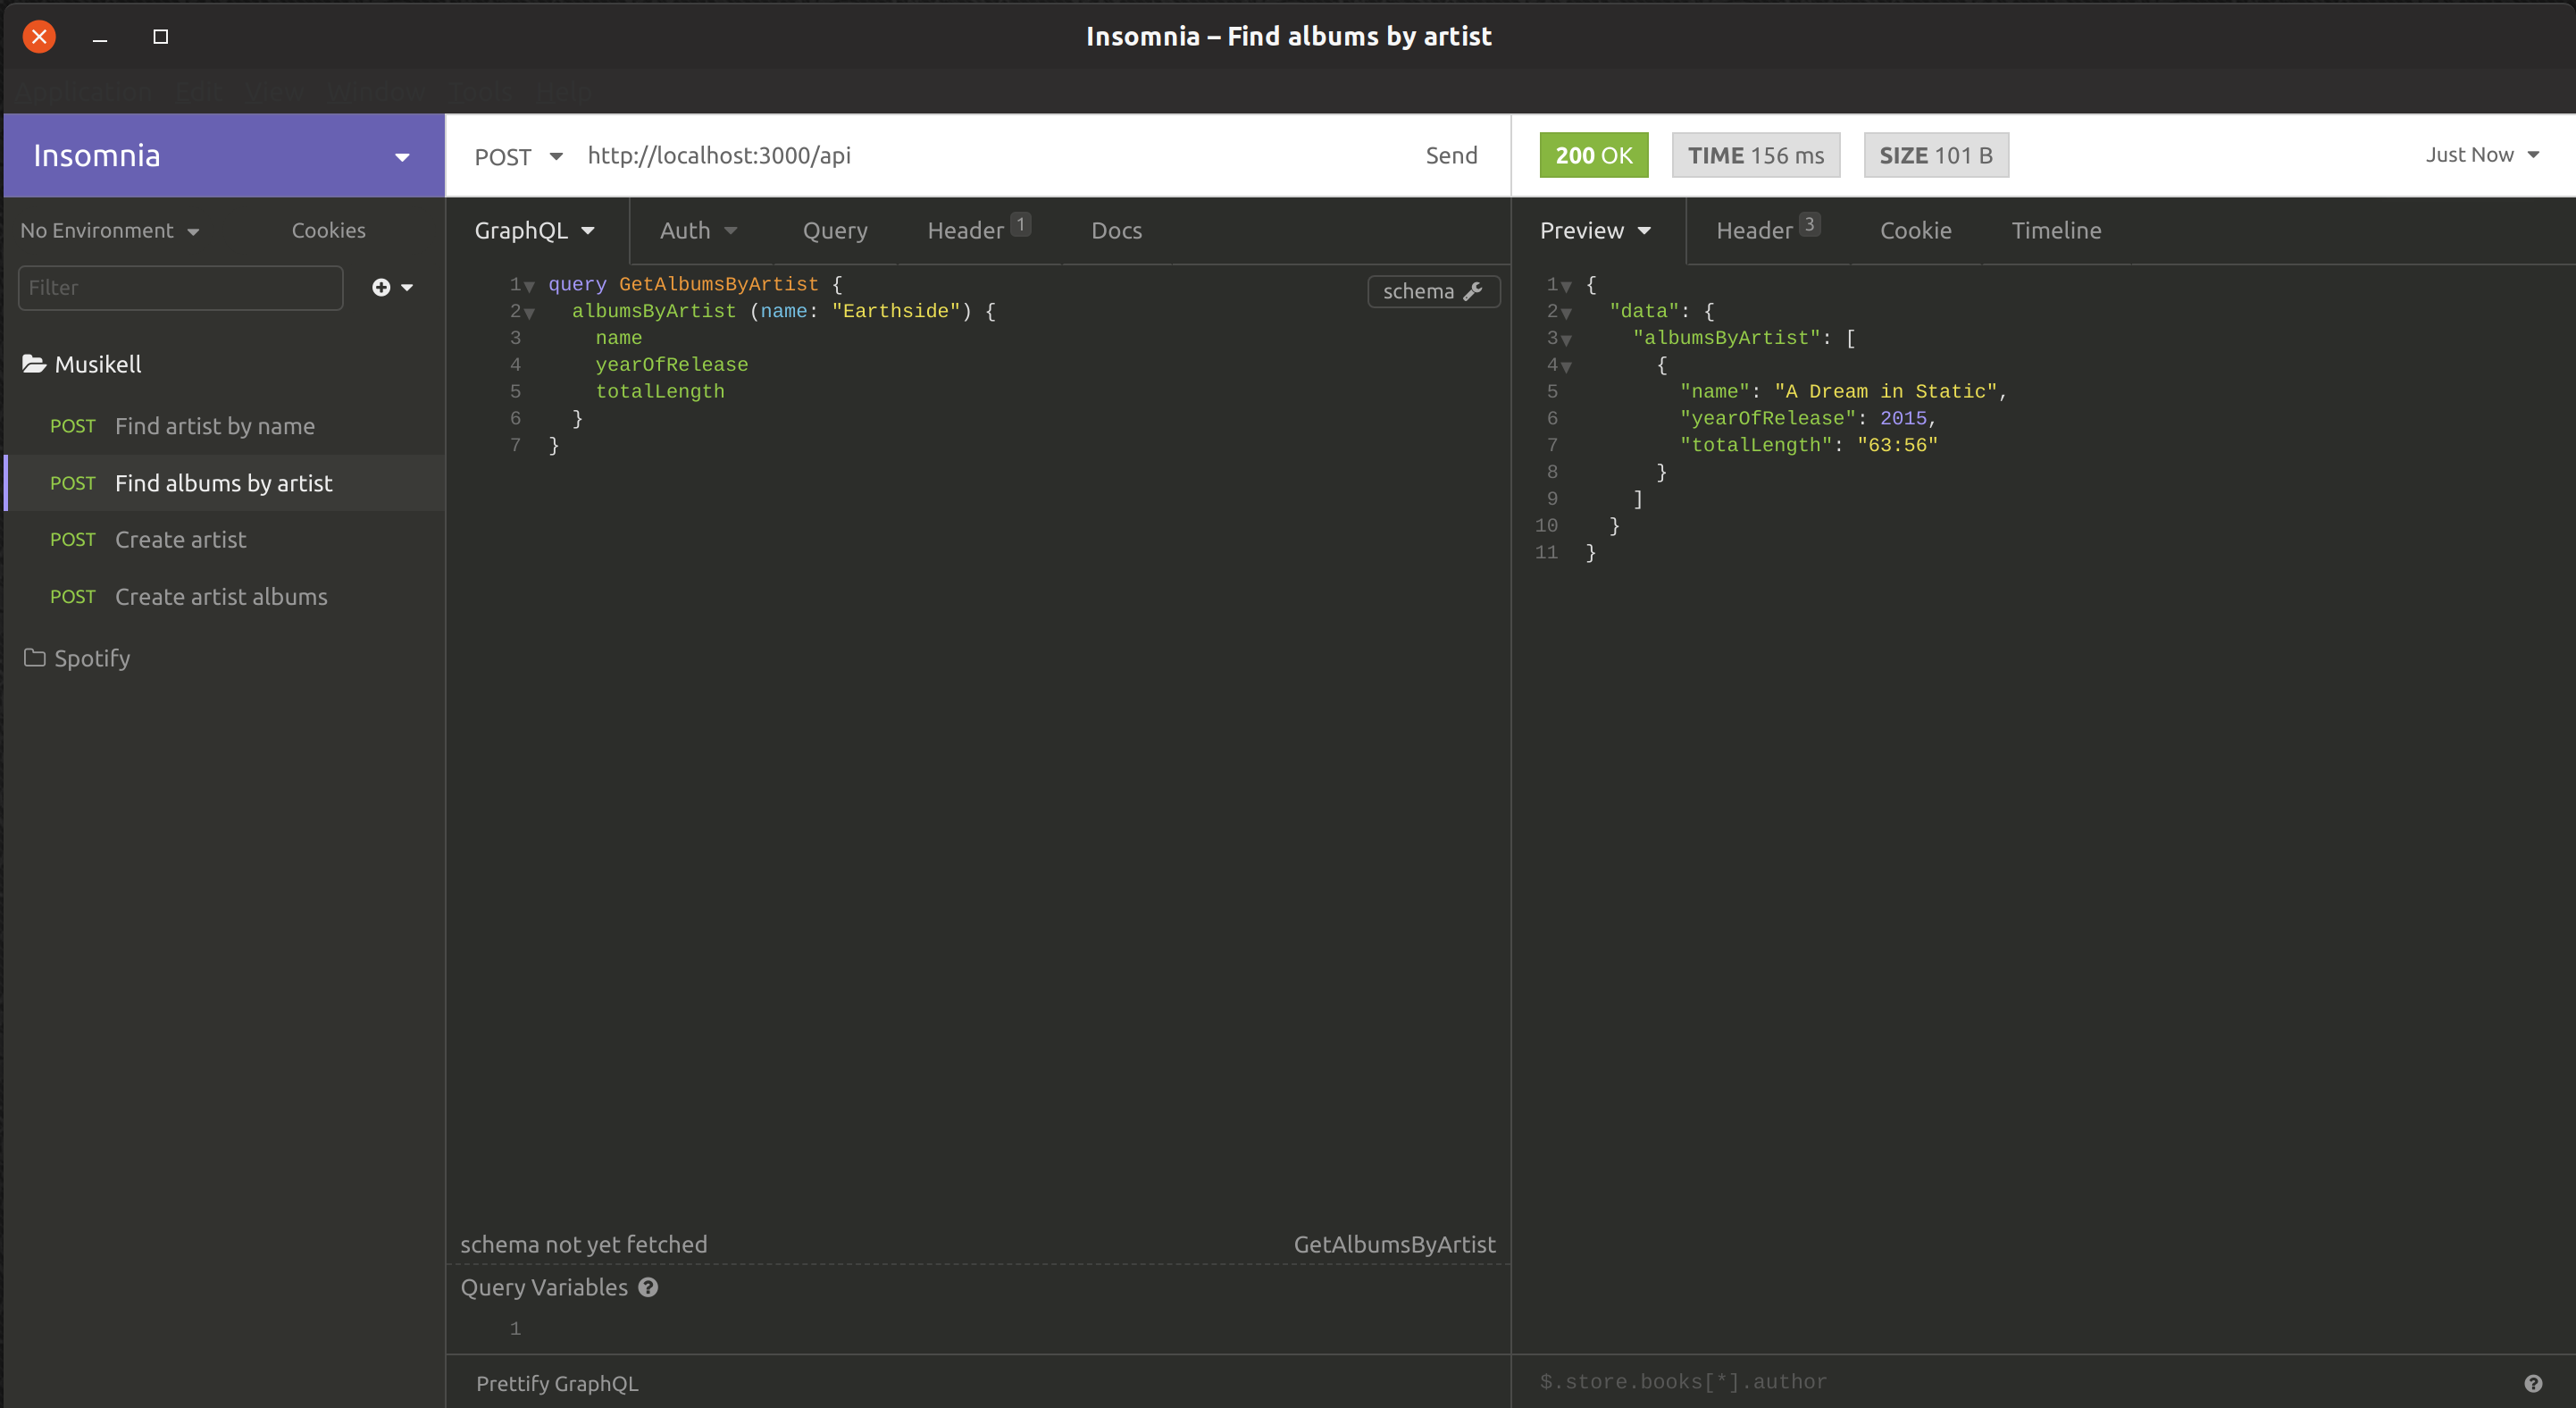 Insomnia – Find albums by artist
Application Edit View Window Tools Help
Insomnia
POST http://localhost:3000/api Send
200 OK TIME 156 ms SIZE 101 B Just Now
No Environment Cookies
GraphQL Auth Query Header 1 Docs
Preview Header 3 Cookie Timeline
Filter
Musikell
POST Find artist by name
POST Find albums by artist
POST Create artist
POST Create artist albums
Spotify
schema
1 query GetAlbumsByArtist {
2 albumsByArtist (name: "Earthside") {
3 name
4 yearOfRelease
5 totalLength
6 }
7 }
schema not yet fetched GetAlbumsByArtist
Query Variables
1
Prettify GraphQL
1 {
2 "data": {
3 "albumsByArtist": [
4 {
5 "name": "A Dream in Static",
6 "yearOfRelease": 2015,
7 "totalLength": "63:56"
8 }
9 ]
10 }
11 }
$.store.books[*].author